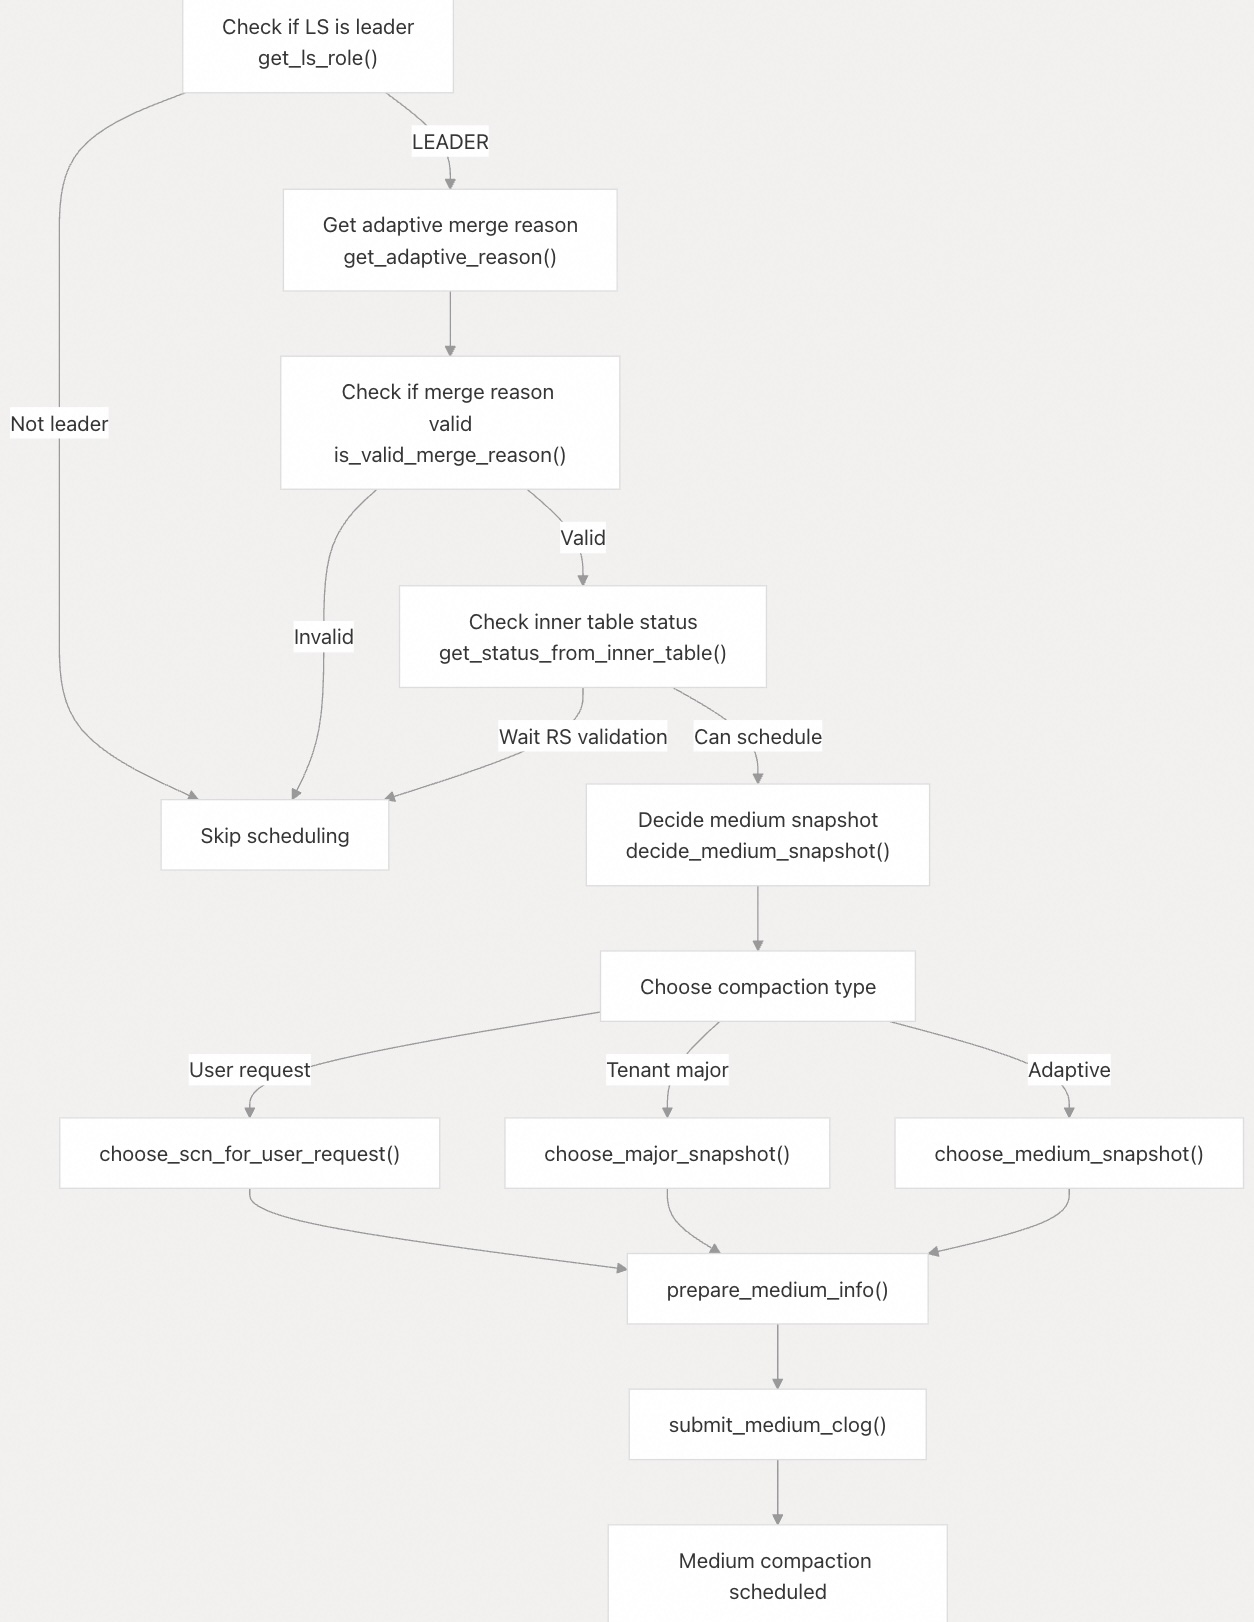 Check if LS is leader
get_ls_role()
LEADER
Get adaptive merge reason
get_adaptive_reason()
Check if merge reason
valid
is_valid_merge_reason()
Not leader
Valid
Check inner table status
get_status_from_inner_table()
Invalid
Wait RS validation
Can schedule
Skip scheduling
Decide medium snapshot
decide_medium_snapshot()
Choose compaction type
User request
Tenant major
Adaptive
choose_scn_for_user_request()
choose_major_snapshot()
choose_medium_snapshot()
prepare_medium_info()
submit_medium_clog()
Medium compaction
scheduled